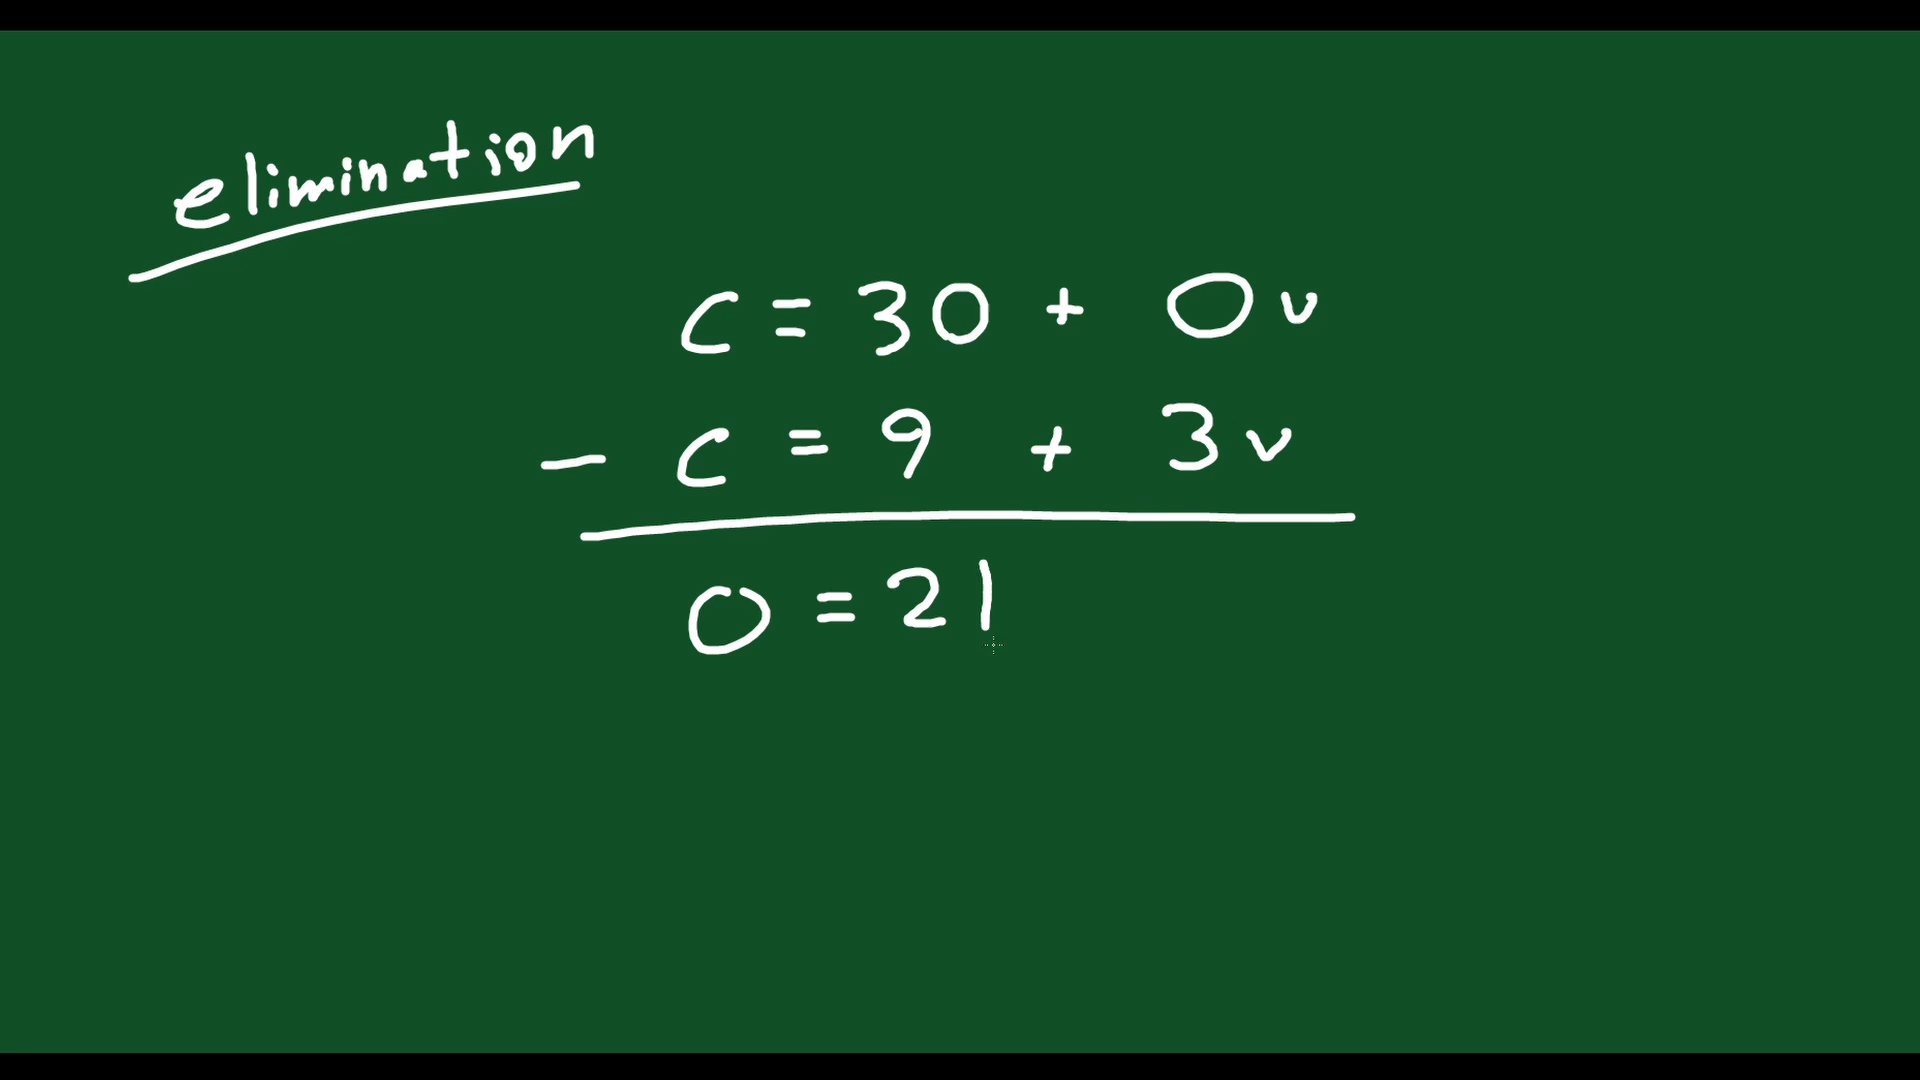 elimination
c = 30 + 0v
- c = 9 + 3v
0 = 21